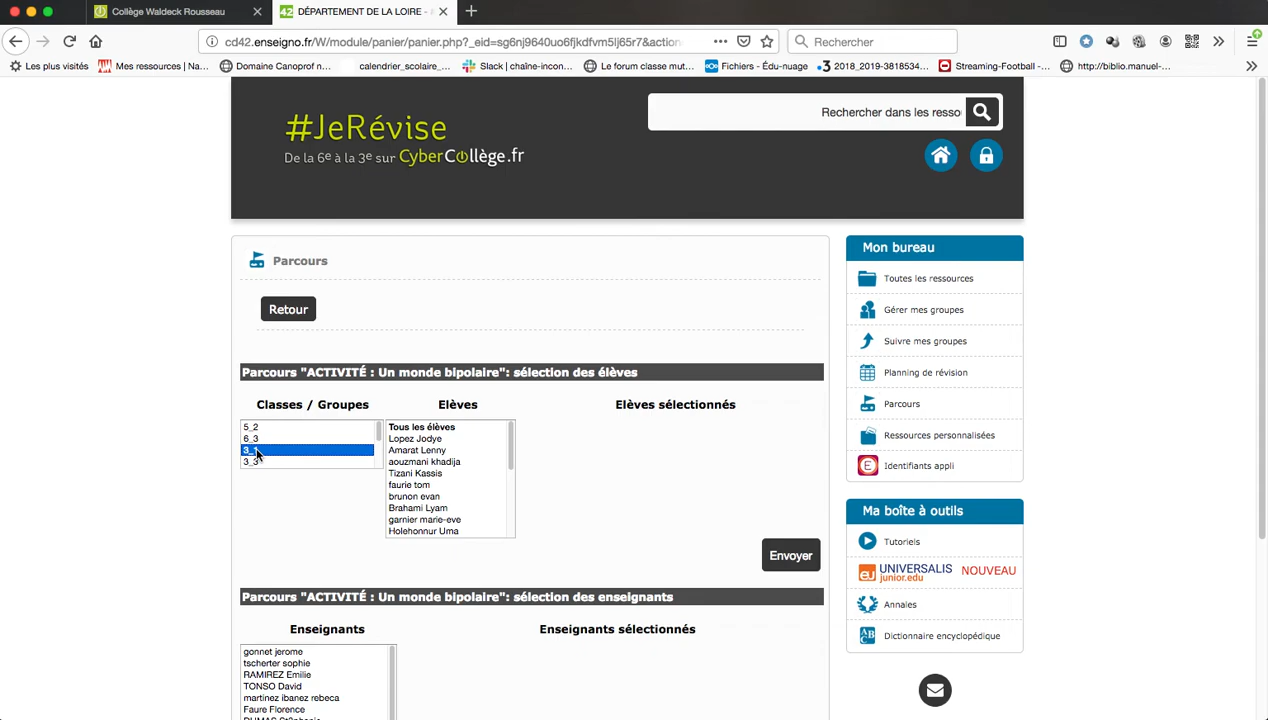 Collège Waldeck Rousseau
42 DÉPARTEMENT DE LA LOIRE -
cd42.enseigno.fr/W/module/panier/panier.php?_eid=sg6nj9640uo6fjkdfvm5lj65r7&actio
Rechercher
Les plus visités
Mes ressources | Na...
Domaine Canoprof n...
calendrier_scolaire_...
Slack | chaîne-incon...
Le forum classe mut...
Fichiers - Édu-nuage
2018_2019-3818534...
Streaming-Football -...
http://biblio.manuel-...
#JeRévise
De la 6e à la 3e sur CyberCollège.fr
Rechercher dans les resso
Parcours
Retour
Parcours "ACTIVITÉ : Un monde bipolaire": sélection des élèves
Classes / Groupes
Elèves
Elèves sélectionnés
5_2
6_3
3_1
3_3
Tous les élèves
Lopez Jodye
Amarat Lenny
aouzmani khadija
Tizani Kassis
faurie tom
brunon evan
Brahami Lyam
garnier marie-eve
Holehonnur Uma
Envoyer
Parcours "ACTIVITÉ : Un monde bipolaire": sélection des enseignants
Enseignants
Enseignants sélectionnés
gonnet jerome
tscherter sophie
RAMIREZ Emilie
TONSO David
martinez ibanez rebeca
Faure Florence
Mon bureau
Toutes les ressources
Gérer mes groupes
Suivre mes groupes
Planning de révision
Parcours
Ressources personnalisées
Identifiants appli
Ma boîte à outils
Tutoriels
eu UNIVERSALIS junior.edu NOUVEAU
Annales
Dictionnaire encyclopédique